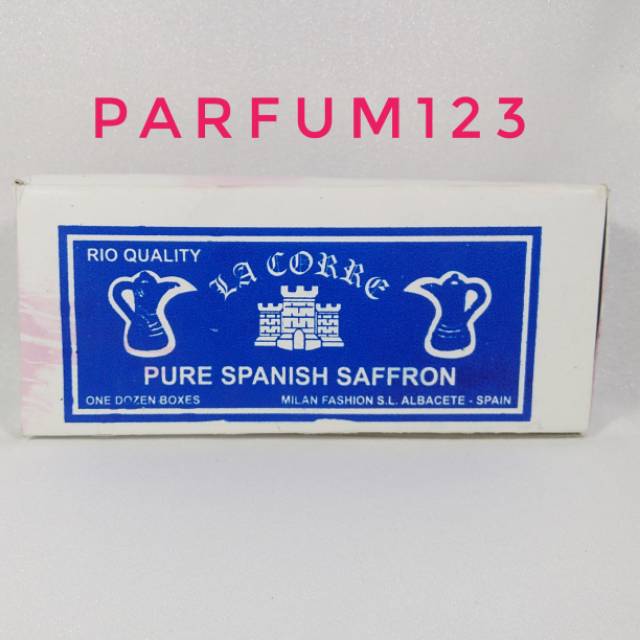 PARFUM123
RIO QUALITY
LA CORRE
PURE SPANISH SAFFRON
ONE DOZEN BOXES MILAN FASHION S.L. ALBACETE - SPAIN